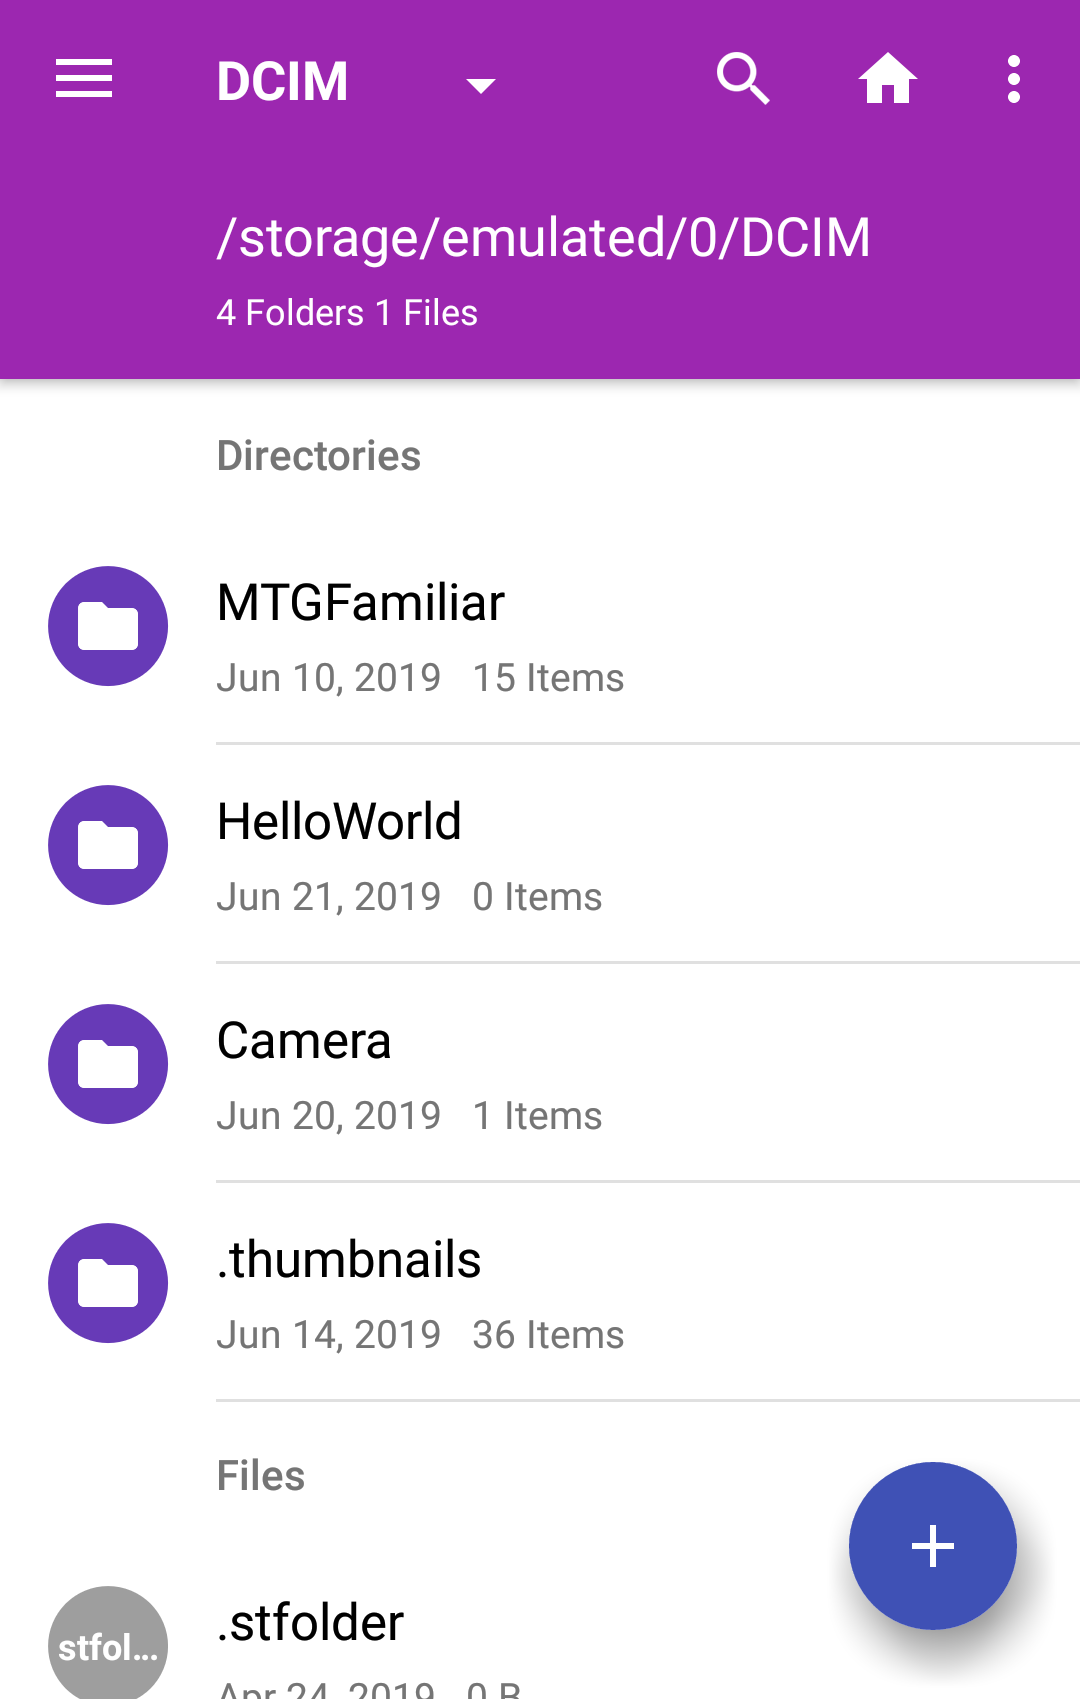 DCIM
/storage/emulated/0/DCIM
4 Folders 1 Files
Directories
MTGFamiliar
Jun 10, 2019 15 Items
HelloWorld
Jun 21, 2019 0 Items
Camera
Jun 20, 2019 1 Items
.thumbnails
Jun 14, 2019 36 Items
Files
.stfolder
stfol...
Apr 24, 2019 0 B